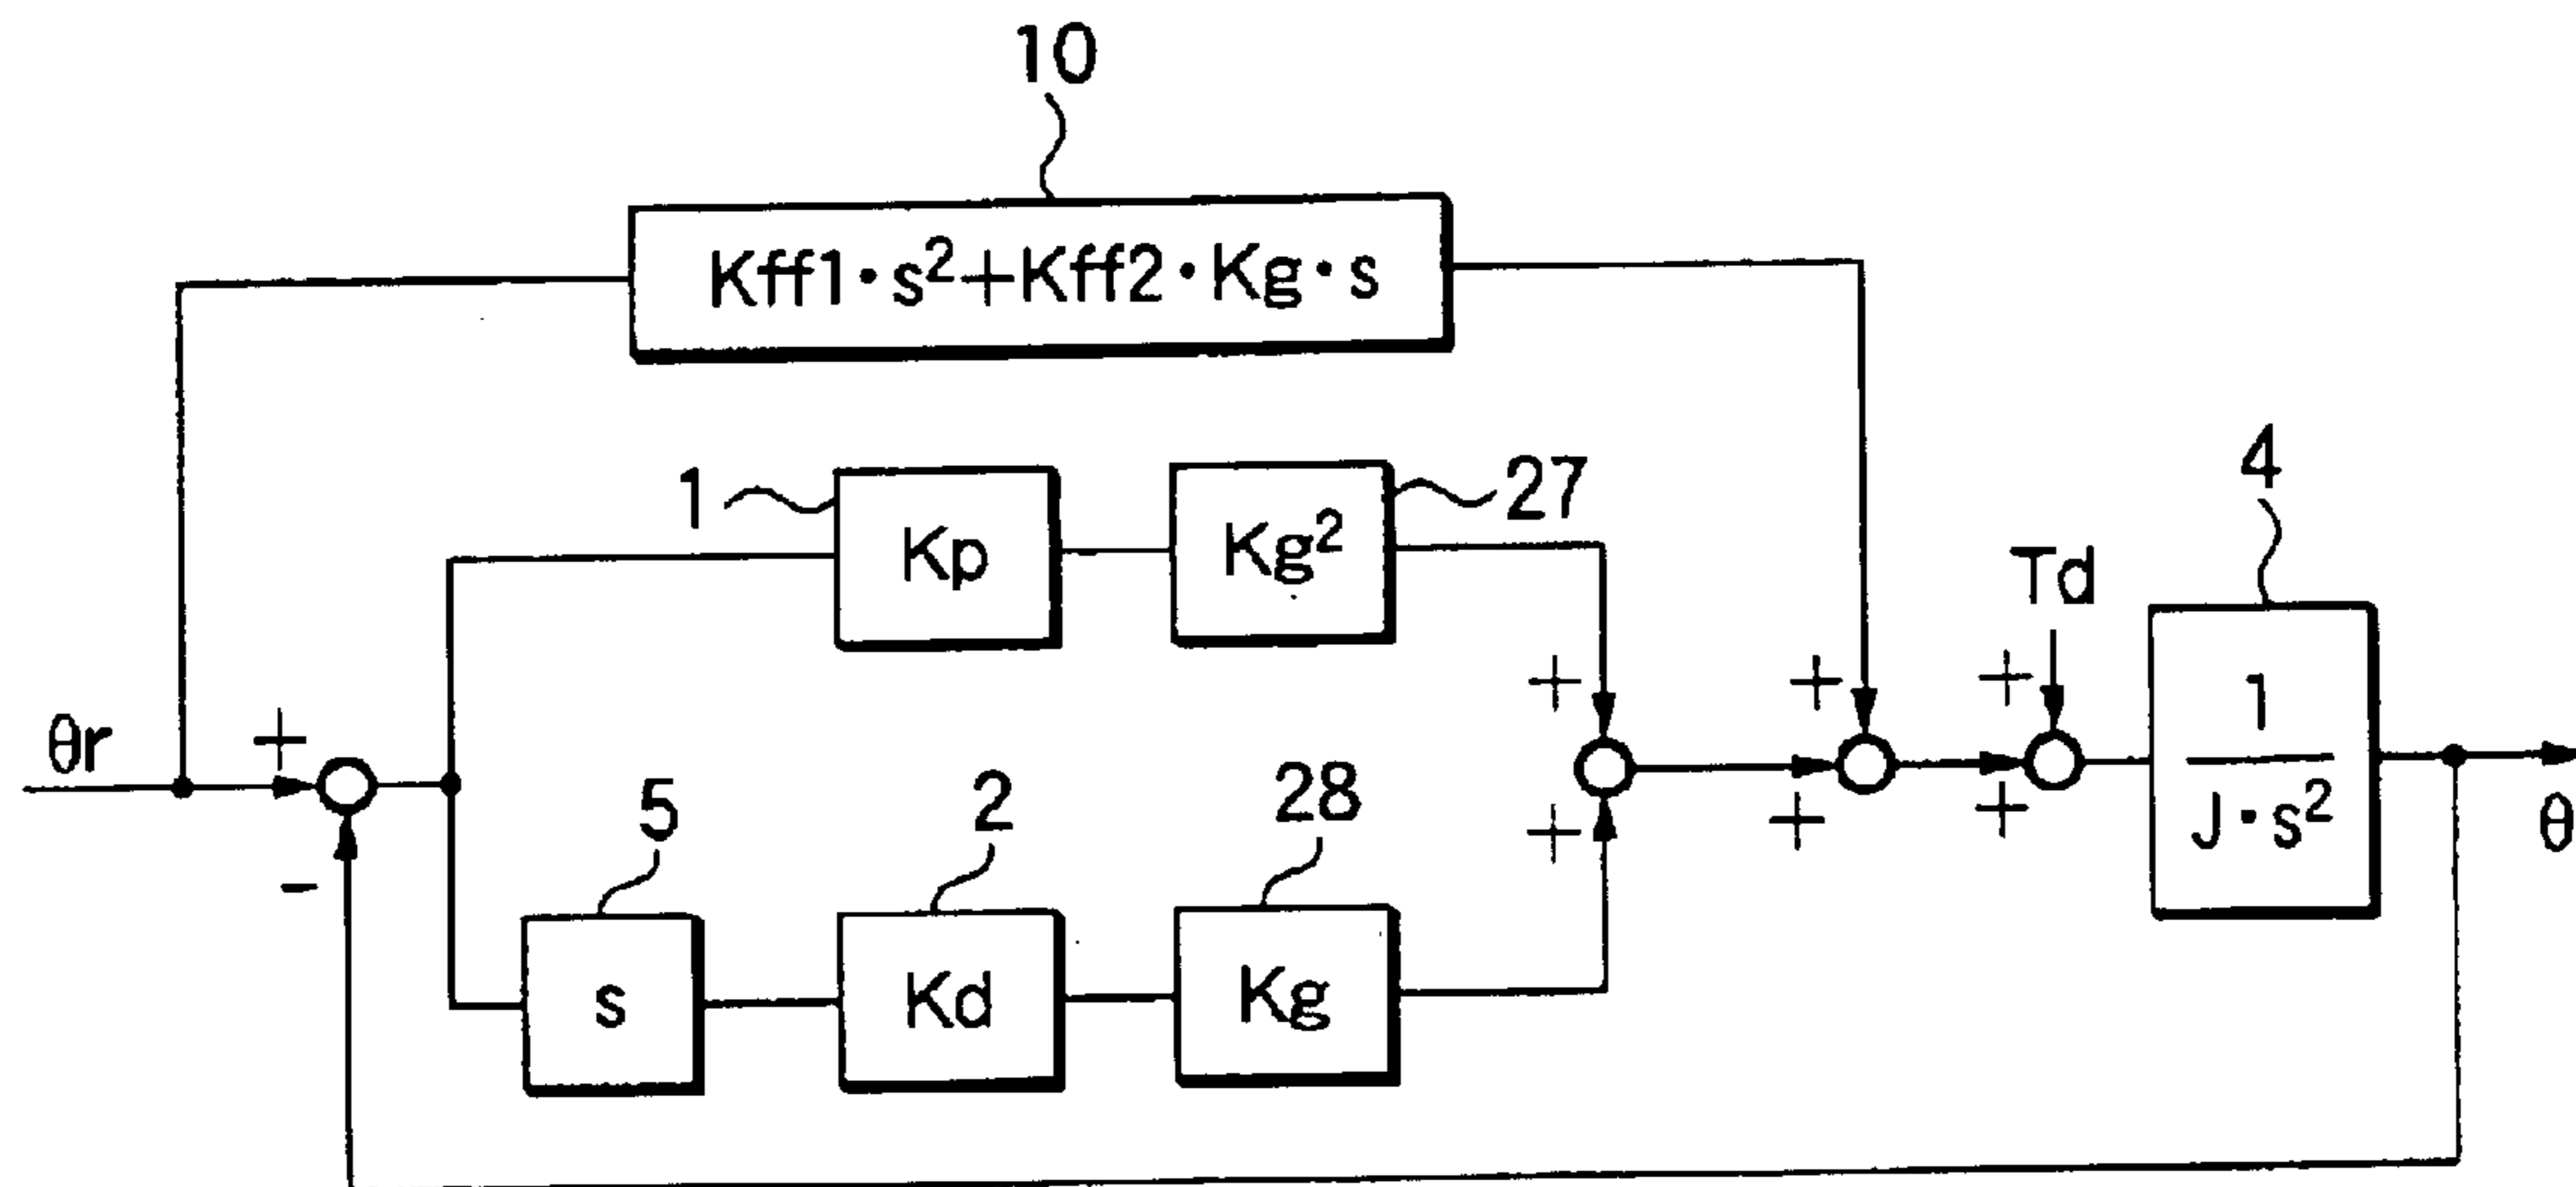 10
Kff1·s²+Kff2·Kg·s
1
Kp
Kg²
27
4
Td
1
J·s²
θr
+
-
5
s
2
Kd
28
Kg
+
+
+
+
+
+
θ